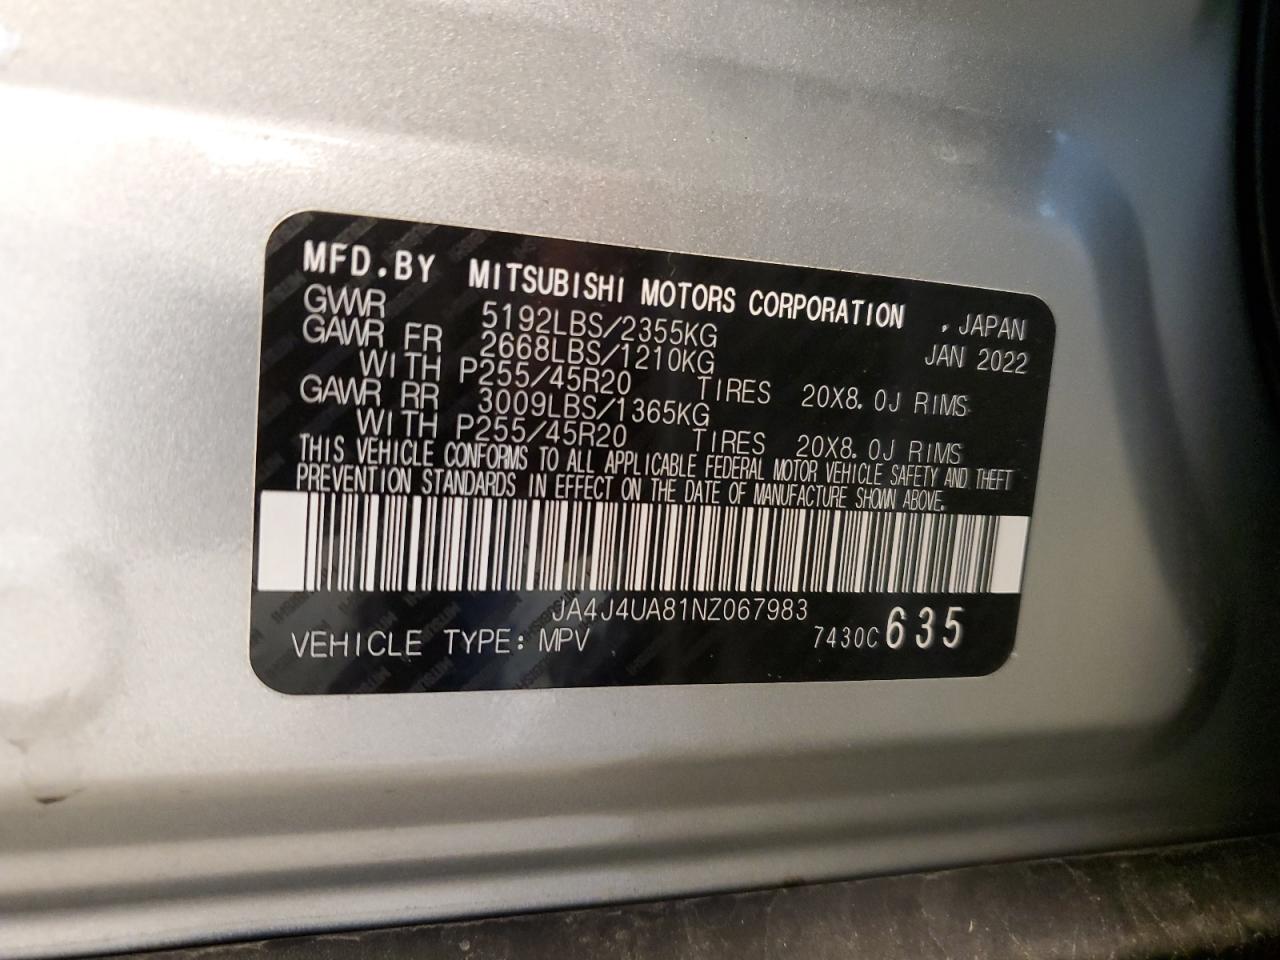 MFD.BY MITSUBISHI MOTORS CORPORATION , JAPAN
GVWR 5192LBS/2355KG JAN 2022
GAWR FR 2668LBS/1210KG
WITH P255/45R20 TIRES 20X8.0J RIMS
GAWR RR 3009LBS/1365KG
WITH P255/45R20 TIRES 20X8.0J RIMS
THIS VEHICLE CONFORMS TO ALL APPLICABLE FEDERAL MOTOR VEHICLE SAFETY AND THEFT
PREVENTION STANDARDS IN EFFECT ON THE DATE OF MANUFACTURE SHOWN ABOVE.
JA4J4UA81NZ067983
VEHICLE TYPE: MPV 7430C 635